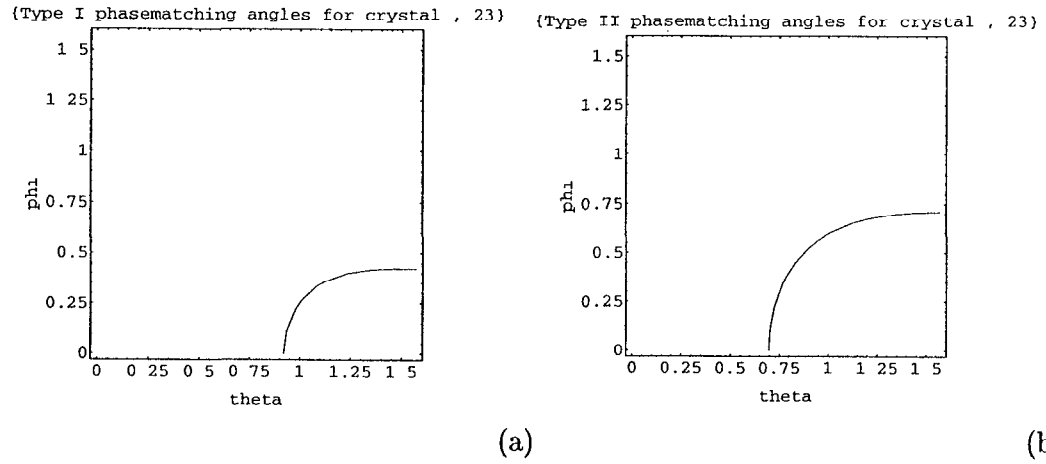 {Type I phasematching angles for crystal , 23}
1 5
1 25
1
0.75
0.5
0.25
0
phi
0 0 25 0 5 0 75 1 1.25 1 5
theta
(a)
{Type II phasematching angles for crystal , 23}
1.5
1.25
1
0.75
0.5
0.25
0
phi
0 0.25 0.5 0.75 1 1 25 1 5
theta
(b